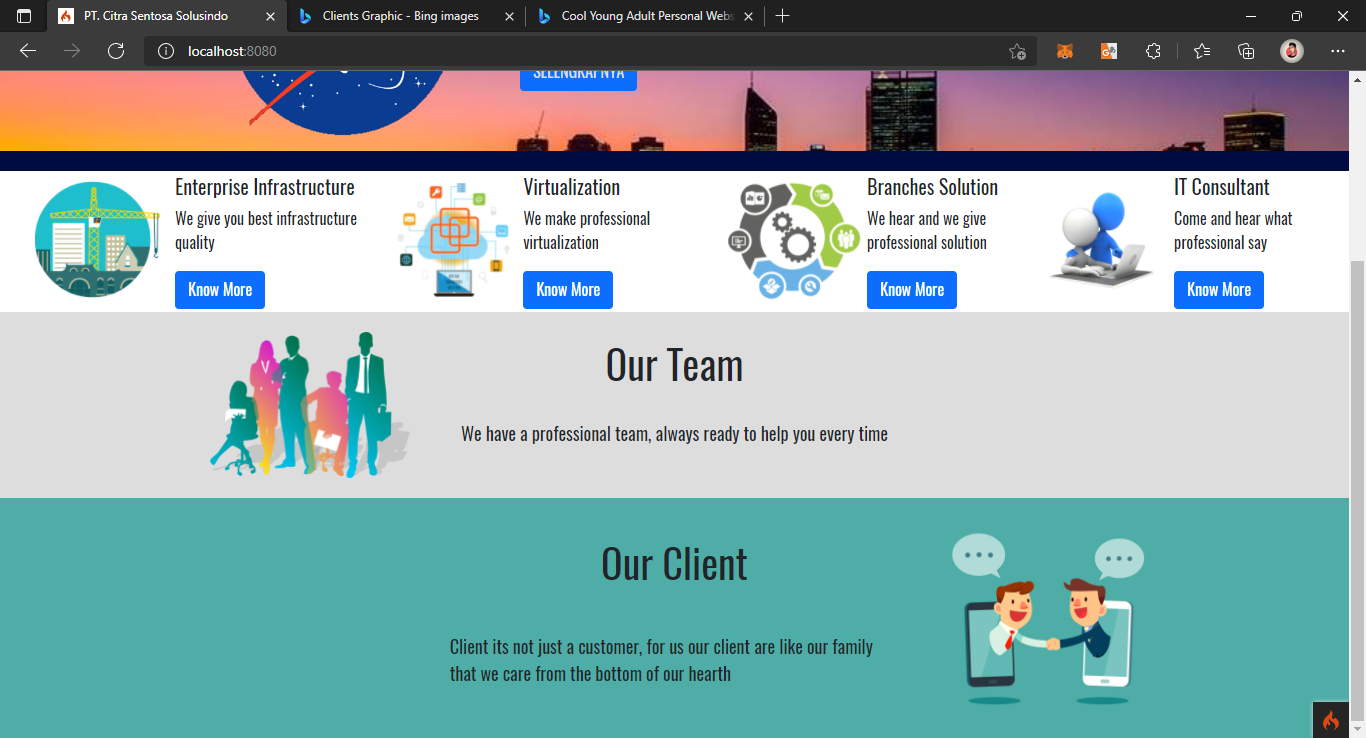 PT. Citra Sentosa Solusindo
Clients Graphic - Bing images
Cool Young Adult Personal Webs
localhost:8080
SELENGKAPNYA
Enterprise Infrastructure
We give you best infrastructure
quality
Know More
Virtualization
We make professional
virtualization
Know More
Branches Solution
We hear and we give
professional solution
Know More
IT Consultant
Come and hear what
professional say
Know More
Our Team
We have a professional team, always ready to help you every time
Our Client
Client its not just a customer, for us our client are like our family
that we care from the bottom of our hearth